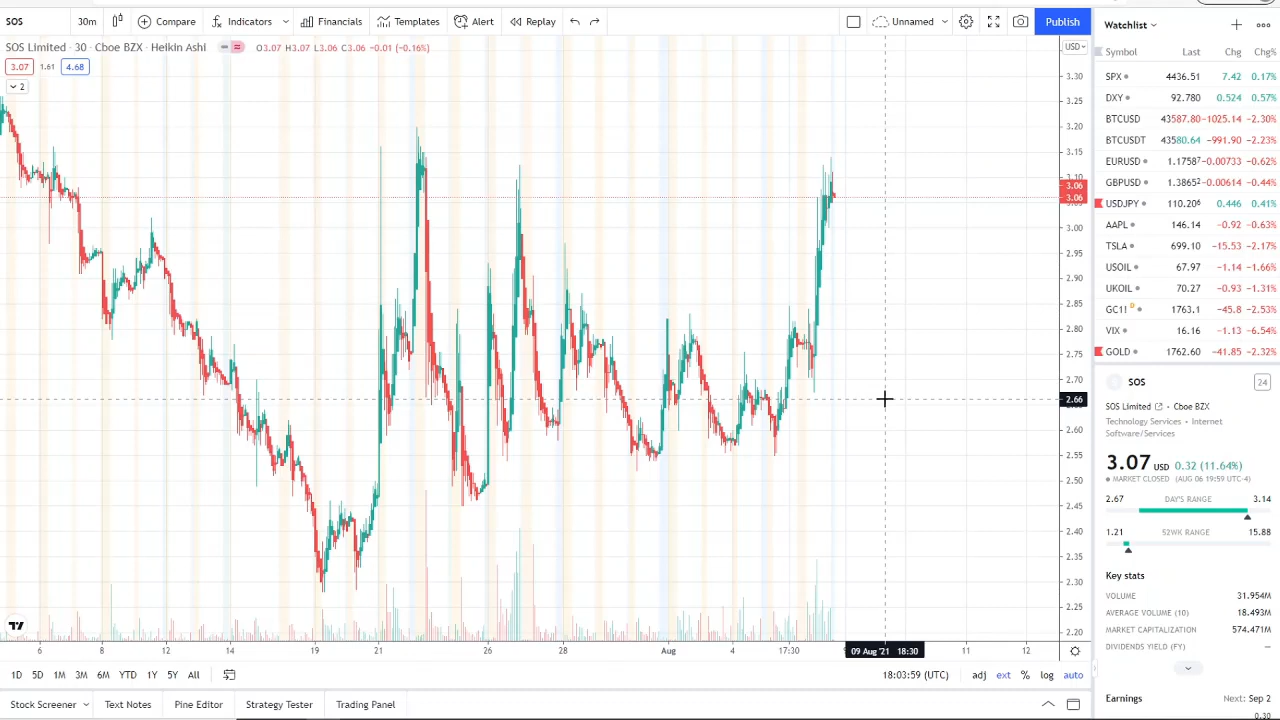 SOS 30m Compare Indicators Financials Templates Alert Replay Unnamed Publish
SOS Limited · 30 · Cboe BZX · Heikin Ashi O3.07 H3.07 L3.06 C3.06 −0.01 (−0.16%)
3.07 1.61 4.68
2
USD
3.30
3.25
3.20
3.15
3.10
3.06
3.06
3.00
2.95
2.90
2.85
2.80
2.75
2.70
2.66
2.60
2.55
2.50
2.45
2.40
2.35
2.30
2.25
2.20
6 8 12 14 19 21 26 28 Aug 4 17:30 09 Aug '21 18:30 11 12
1D 5D 1M 3M 6M YTD 1Y 5Y All 18:03:59 (UTC) adj ext % log auto
Stock Screener Text Notes Pine Editor Strategy Tester Trading Panel
Watchlist
Symbol Last Chg Chg%
SPX 4436.51 7.42 0.17%
DXY 92.780 0.524 0.57%
BTCUSD 43587.80 −1025.14 −2.30%
BTCUSDT 43580.64 −991.90 −2.23%
EURUSD 1.17587 −0.00733 −0.62%
GBPUSD 1.38652 −0.00614 −0.44%
USDJPY 110.206 0.446 0.41%
AAPL 146.14 −0.92 −0.63%
TSLA 699.10 −15.53 −2.17%
USOIL 67.97 −1.14 −1.66%
UKOIL 70.27 −0.93 −1.31%
GC1! D 1763.1 −45.8 −2.53%
VIX 16.16 −1.13 −6.54%
GOLD 1762.60 −41.85 −2.32%
SOS 24
SOS Limited · Cboe BZX
Technology Services · Internet
Software/Services
3.07 USD 0.32 (11.64%)
MARKET CLOSED (AUG 06 19:59 UTC-4)
2.67 DAY'S RANGE 3.14
1.21 52WK RANGE 15.88
Key stats
VOLUME 31.954M
AVERAGE VOLUME (10) 18.493M
MARKET CAPITALIZATION 574.471M
DIVIDENDS YIELD (FY) —
Earnings Next: Sep 2
0.30